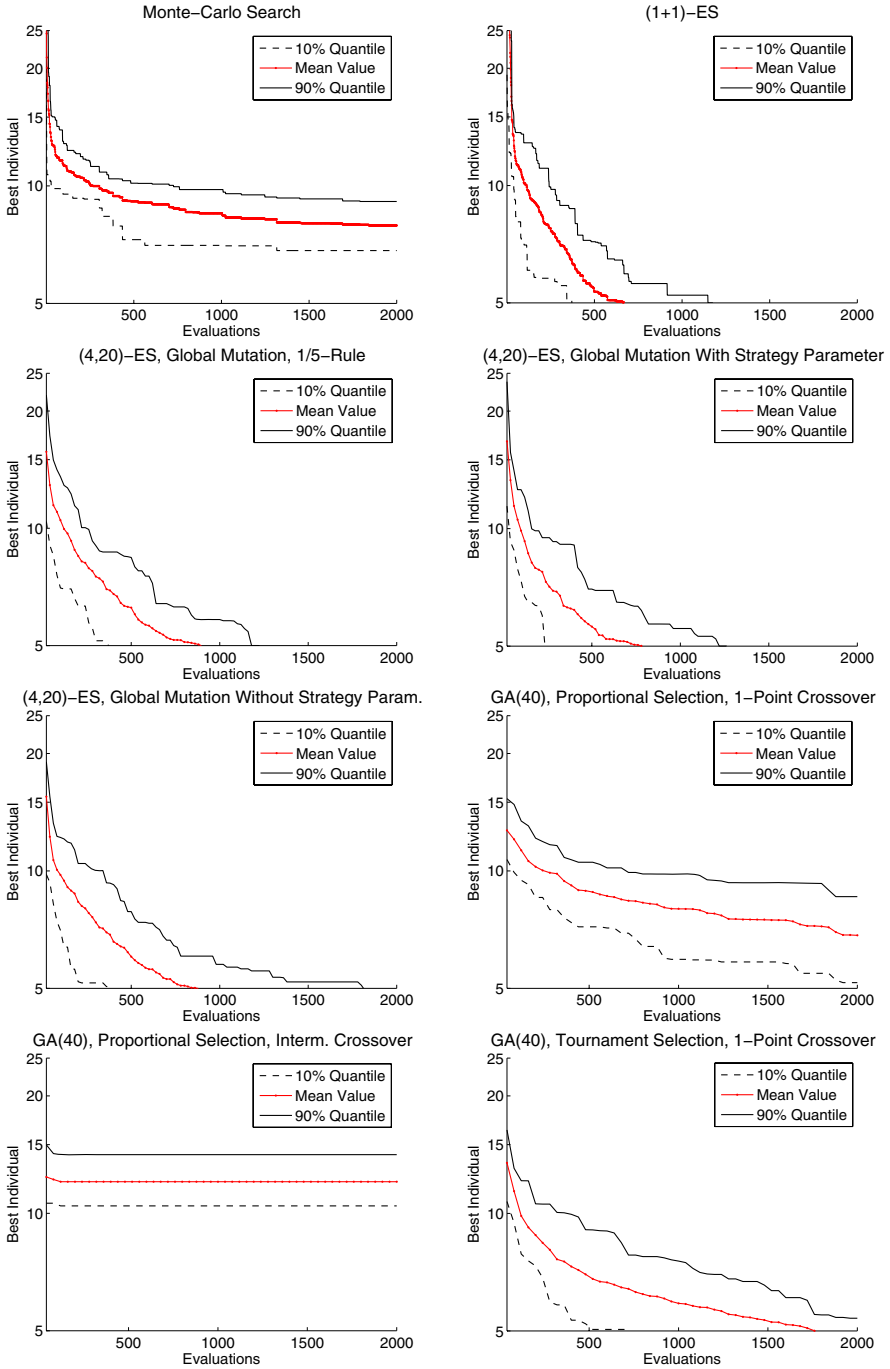 Monte−Carlo Search
25
20
15
10
5
Best Individual
10% Quantile
Mean Value
90% Quantile
500
1000
1500
2000
Evaluations
(1+1)−ES
25
20
15
10
5
Best Individual
10% Quantile
Mean Value
90% Quantile
500
1000
1500
2000
Evaluations
(4,20)−ES, Global Mutation, 1/5−Rule
25
20
15
10
5
Best Individual
10% Quantile
Mean Value
90% Quantile
500
1000
1500
2000
Evaluations
(4,20)−ES, Global Mutation With Strategy Parameter
25
20
15
10
5
Best Individual
10% Quantile
Mean Value
90% Quantile
500
1000
1500
2000
Evaluations
(4,20)−ES, Global Mutation Without Strategy Param.
25
20
15
10
5
Best Individual
10% Quantile
Mean Value
90% Quantile
500
1000
1500
2000
Evaluations
GA(40), Proportional Selection, 1−Point Crossover
25
20
15
10
5
Best Individual
10% Quantile
Mean Value
90% Quantile
500
1000
1500
2000
Evaluations
GA(40), Proportional Selection, Interm. Crossover
25
20
15
10
5
Best Individual
10% Quantile
Mean Value
90% Quantile
500
1000
1500
2000
Evaluations
GA(40), Tournament Selection, 1−Point Crossover
25
20
15
10
5
Best Individual
10% Quantile
Mean Value
90% Quantile
500
1000
1500
2000
Evaluations